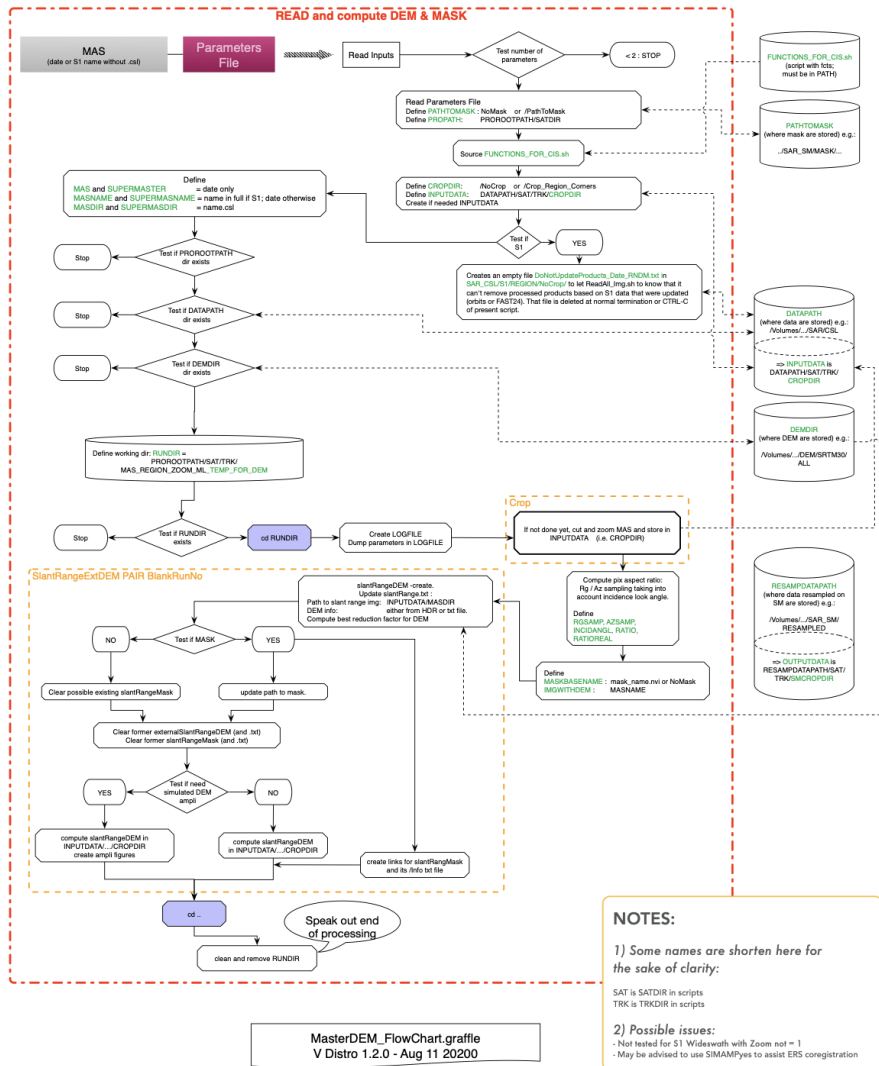 READ and compute DEM & MASK
MAS
(date or S1 name without .csl)
Parameters
File
Read Inputs
Test number of
parameters
< 2 : STOP
FUNCTIONS_FOR_CIS.sh
(script with fcts;
must be in PATH)
Read Parameters File
Define PATHTOMASK : NoMask or /PathToMask
Define PROPATH: PROROOTPATH/SATDIR
PATHTOMASK
(where mask are stored) e.g.:
../SAR_SM/MASK/...
Source FUNCTIONS_FOR_CIS.sh
Define
MAS and SUPERMASTER = date only
MASNAME and SUPERMASNAME = name in full if S1; date otherwise
MASDIR and SUPERMASDIR = name.csl
Define CROPDIR: /NoCrop or /Crop_Region_Corners
Define INPUTDATA: DATAPATH/SAT/TRK/CROPDIR
Create if needed INPUTDATA
Test if
S1
YES
Stop
Test if PROROOTPATH
dir exists
Creates an empty file DoNotUpdateProducts_Date_RNDM.txt in
SAR_CSL/S1/REGION/NoCrop/ to let ReadAll_Img.sh to know that it
can't remove processed products based on S1 data that were updated
(orbits or FAST24). That file is deleted at normal termination or CTRL-C
of present script.
Stop
Test if DATAPATH
dir exists
DATAPATH
(where data are stored) e.g.:
/Volumes/.../SAR/CSL
=> INPUTDATA is
DATAPATH/SAT/TRK/
CROPDIR
Stop
Test if DEMDIR
dir exists
DEMDIR
(where DEM are stored) e.g.:
/Volumes/.../DEM/SRTM30/
ALL
Define working dir: RUNDIR =
PROROOTPATH/SAT/TRK/
MAS_REGION_ZOOM_ML_TEMP_FOR_DEM
Stop
Test if RUNDIR
exists
cd RUNDIR
Create LOGFILE
Dump parameters in LOGFILE
Crop
If not done yet, cut and zoom MAS and store in
INPUTDATA (i.e. CROPDIR)
Compute pix aspect ratio:
Rg / Az sampling taking into
account incidence look angle.
Define
RGSAMP, AZSAMP,
INCIDANGL, RATIO,
RATIOREAL
RESAMPDATAPATH
(where data resampled on
SM are stored) e.g.:
/Volumes/.../SAR_SM/
RESAMPLED
=> OUTPUTDATA is
RESAMPDATAPATH/SAT/
TRK/SMCROPDIR
SlantRangeExtDEM PAIR BlankRunNo
slantRangeDEM -create.
Update slantRange.txt :
Path to slant range img: INPUTDATA/MASDIR
DEM info: either from HDR or txt file.
Compute best reduction factor for DEM
Define
MASKBASENAME : mask_name.nvi or NoMask
IMGWITHDEM : MASNAME
NO
Test if MASK
YES
Clear possible existing slantRangeMask
update path to mask.
Clear former externalSlantRangeDEM (and .txt)
Clear former slantRangeMask (and .txt)
YES
Test if need
simulated DEM
ampli
NO
compute slantRangeDEM in
INPUTDATA/.../CROPDIR
create ampli figures
compute slantRangeDEM
in INPUTDATA/.../CROPDIR
create links for slantRangMask
and its /Info txt file
cd ..
Speak out end
of processing
clean and remove RUNDIR
NOTES:
1) Some names are shorten here for
the sake of clarity:
SAT is SATDIR in scripts
TRK is TRKDIR in scripts
2) Possible issues:
- Not tested for S1 Wideswath with Zoom not = 1
- May be advised to use SIMAMPyes to assist ERS coregistration
MasterDEM_FlowChart.graffle
V Distro 1.2.0 - Aug 11 20200